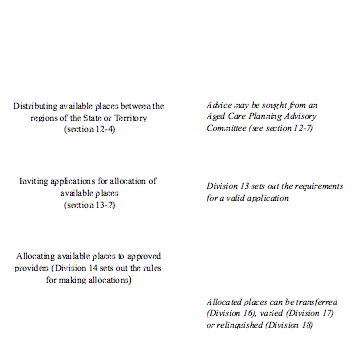 Distributing available places between the
regions of the State or Territory
(section 12-4)
Advice may be sought from an
Aged Care Planning Advisory
Committee (see section 12-7)
Inviting applications for allocation of
available places
(section 13-2)
Division 13 sets out the requirements
for a valid application
Allocating available places to approved
providers (Division 14 sets out the rules
for making allocations)
Allocated places can be transferred
(Division 16), varied (Division 17)
or relinquished (Division 18)